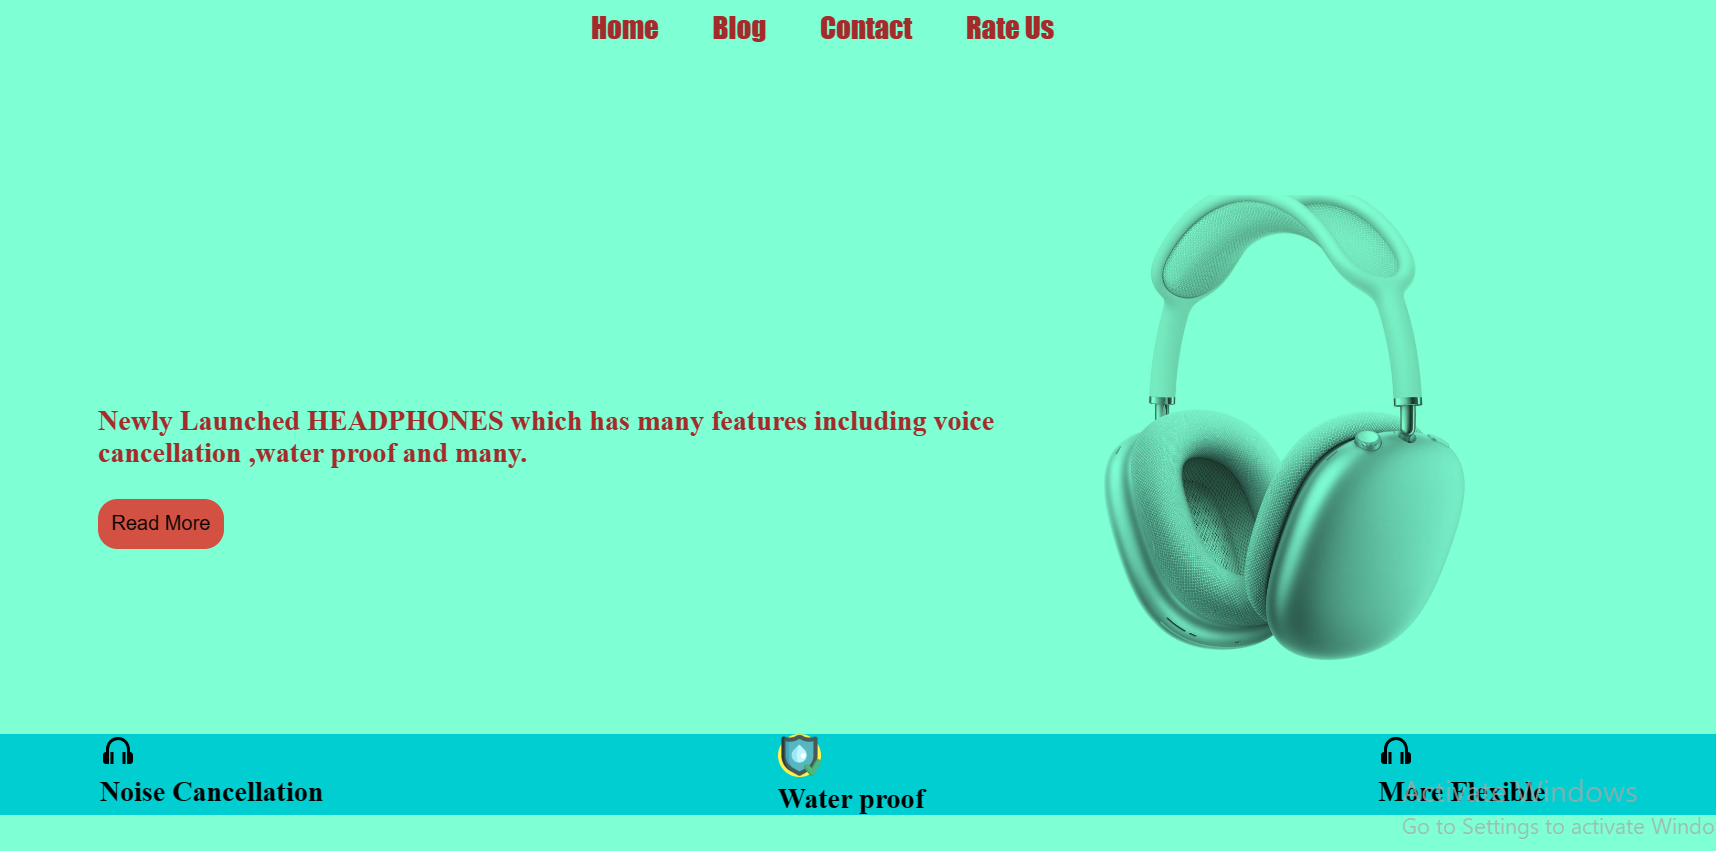 Home Blog Contact Rate Us
Newly Launched HEADPHONES which has many features including voice
cancellation ,water proof and many.
Read More
Noise Cancellation
Water proof
More Flexible
Activate Windows
Go to Settings to activate Windo